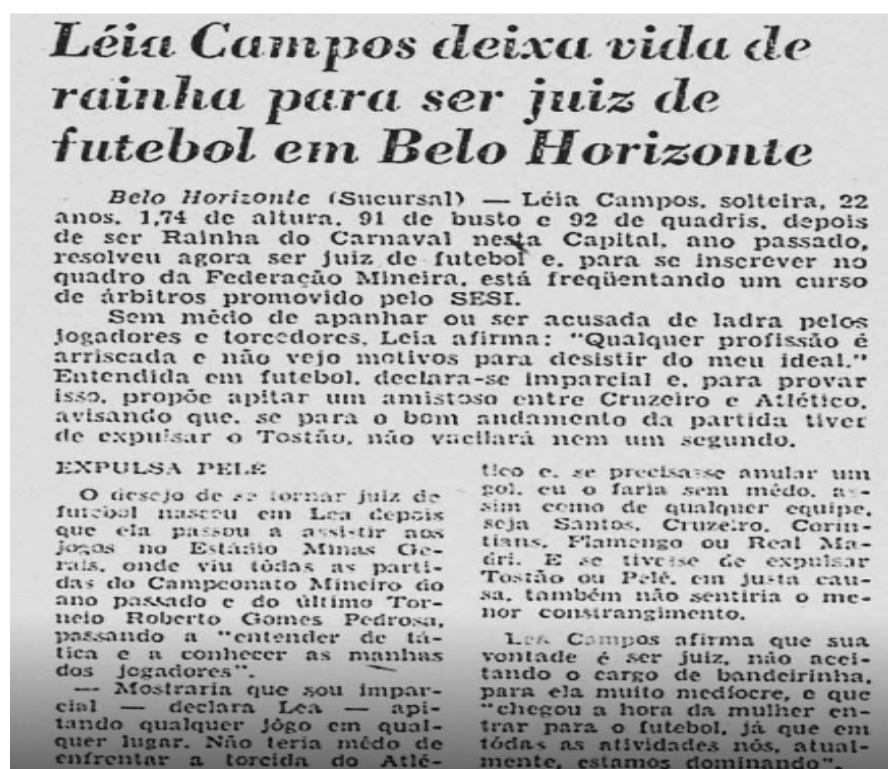 Léia Campos deixa vida de
rainha para ser juiz de
futebol em Belo Horizonte
Belo Horizonte (Sucursal) — Léia Campos, solteira, 22
anos, 1,74 de altura, 91 de busto e 92 de quadris, depois
de ser Rainha do Carnaval nesta Capital, ano passado,
resolveu agora ser juiz de futebol e, para se inscrever no
quadro da Federação Mineira, está freqüentando um curso
de árbitros promovido pelo SESI.
Sem mêdo de apanhar ou ser acusada de ladra pelos
jogadores e torcedores, Leia afirma: "Qualquer profissão é
arriscada e não vejo motivos para desistir do meu ideal."
Entendida em futebol, declara-se imparcial e, para provar
isso, propõe apitar um amistoso entre Cruzeiro e Atlético,
avisando que, se para o bom andamento da partida tiver
de expulsar o Tostão, não vacilará nem um segundo.
EXPULSA PELÉ
O desejo de se tornar juiz de
futebol nasceu em Lea depois
que ela passou a assistir aos
jogos no Estádio Minas Ge-
rais, onde viu tôdas as parti-
das do Campeonato Mineiro do
ano passado e do último Tor-
neio Roberto Gomes Pedrosa,
passando a "entender de tá-
tica e a conhecer as manhas
dos jogadores".
— Mostraria que sou impar-
cial — declara Lea — api-
tando qualquer jôgo em qual-
quer lugar. Não teria mêdo de
enfrentar a torcida do Atlé-
tico e, se precisasse anular um
gol, eu o faria sem mêdo, as-
sim como de qualquer equipe,
seja Santos, Cruzeiro, Corin-
tians, Flamengo ou Real Ma-
dri. E se tivesse de expulsar
Tostão ou Pelé, em justa cau-
sa, também não sentiria o me-
nor constrangimento.
Lea Campos afirma que sua
vontade é ser juiz, não acei-
tando o cargo de bandeirinha,
para ela muito medíocre, e que
"chegou a hora da mulher en-
trar para o futebol, já que em
tôdas as atividades nós, atual-
mente, estamos dominando".